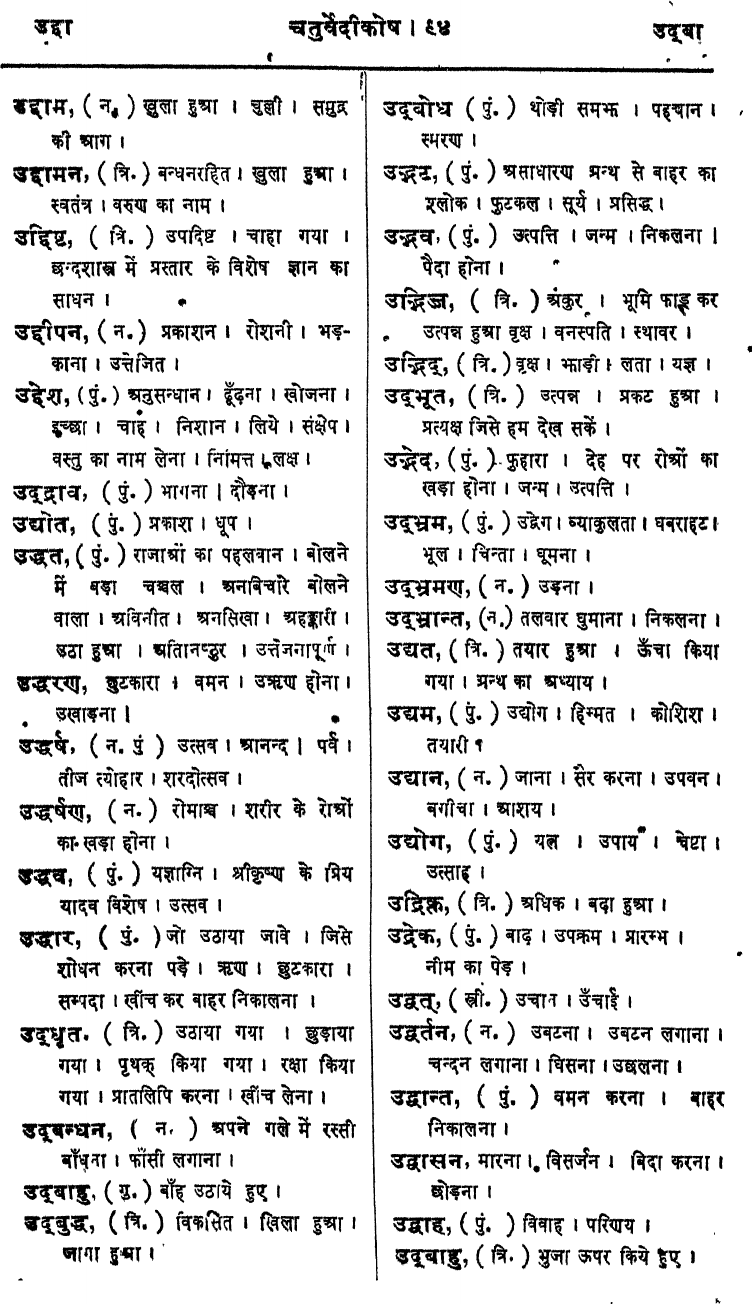 उद्दा
चतुर्वेदीकोष । ९४
उद्‌बा
उद्दाम, ( न. ) खुला हुआ । चुल्ली । समुद्र
की आग ।
उद्दामन, ( त्रि. ) बन्धनरहित । खुला हुआ ।
स्वतंत्र । वरुण का नाम ।
उद्दिष्ट, ( त्रि. ) उपदिष्ट । चाहा गया ।
छन्दशास्त्र में प्रस्तार के विशेष ज्ञान का
साधन ।
उद्दीपन, ( न. ) प्रकाशन । रोशनी । भड़-
काना । उत्तेजित ।
उद्देश, ( पुं. ) अनुसन्धान । ढूँढ़ना । खोजना ।
इच्छा । चाह । निशान । लिये । संक्षेप ।
वस्तु का नाम लेना । निमित्त । लक्ष ।
उद्‌द्राव, ( पुं. ) भागना | दौड़ना ।
उद्योत, ( पुं. ) प्रकाश । धूप ।
उद्धत, ( पुं. ) राजाओं का पहलवान । बोलने
में बड़ा चञ्चल । अनबिचारे बोलने
वाला । अविनीत । अनसिखा । अहङ्कारी ।
उठा हुआ । अतिनिष्ठुर । उत्तेजनापूर्ण ।
उद्धरण, छुटकारा । वमन । उऋण होना ।
उखाड़ना |
उद्धर्ष, ( न. पुं ) उत्सव । आनन्द | पर्व ।
तीज त्योहार । शरदोत्सव ।
उद्धर्षण, ( न. ) रोमाञ्च । शरीर के रोओं
का खड़ा होना ।
उद्धव, ( पुं. ) यज्ञाग्नि । श्रीकृष्ण के प्रिय
यादव विशेष । उत्सव ।
उद्धार, ( पुं. ) जो उठाया जावे । जिसे
शोधन करना पड़े । ऋण । छुटकारा ।
सम्पदा । खींच कर बाहर निकालना ।
उद्‌धृत. ( त्रि. ) उठाया गया । छुड़ाया
गया । पृथक् किया गया । रक्षा किया
गया । प्रतिलिपि करना । खींच लेना ।
उद्‌बन्धन, ( न. ) अपने गले में रस्सी
बाँधना । फाँसी लगाना ।
उद्‌बाहु, ( गु. ) बाँह उठाये हुए ।
उद्‌बुद्ध, ( त्रि. ) विकसित । खिला हुआ ।
जागा हुआ ।
उद्‌बोध ( पुं. ) थोड़ी समझ । पहचान ।
स्मरण ।
उद्भट, ( पुं. ) असाधारण ग्रन्थ से बाहर का
श्लोक । फुटकल । सूर्य । प्रसिद्ध ।
उद्भव, ( पुं. ) उत्पत्ति । जन्म । निकलना |
पैदा होना ।
उद्भिज्ज, ( त्रि. ) अंकुर । भूमि फाड़ कर
उत्पन्न हुआ वृक्ष । वनस्पति । स्थावर ।
उद्भिद्, ( त्रि. ) वृक्ष । झाड़ी । लता । यज्ञ ।
उद्‌भूत, ( त्रि. ) उत्पन्न । प्रकट हुआ ।
प्रत्यक्ष जिसे हम देख सकें ।
उद्भेद, ( पुं. ) फुहारा । देह पर रोओं का
खड़ा होना । जन्म । उत्पत्ति ।
उद्‌भ्रम, ( पुं. ) उद्वेग । व्याकुलता । घबराहट ।
भूल । चिन्ता । घूमना ।
उद्‌भ्रमण, ( न. ) उड़ना ।
उद्‌भ्रान्त, (न.) तलवार घुमाना । निकलना ।
उद्यत, ( त्रि. ) तयार हुआ । ऊँचा किया
गया । ग्रन्थ का अध्याय ।
उद्यम, ( पुं. ) उद्योग । हिम्मत । कोशिश ।
तयारी ।
उद्यान, ( न. ) जाना । सैर करना । उपवन ।
बगीचा । आशय ।
उद्योग, ( पुं. ) यत्न । उपाय । चेष्टा ।
उत्साह ।
उद्रिक्त, ( त्रि. ) अधिक । बढ़ा हुआ ।
उद्रेक, ( पुं. ) बाढ़ । उपक्रम । प्रारम्भ ।
नीम का पेड़ ।
उद्वत्, ( स्त्री. ) उचान । उँचाई ।
उद्वर्तन, ( न. ) उबटना । उबटन लगाना ।
चन्दन लगाना । घिसना । उछलना ।
उद्वान्त, ( पुं. ) वमन करना । बाहर
निकालना ।
उद्वासन, मारना । विसर्जन । बिदा करना ।
छोड़ना ।
उद्वाह, ( पुं. ) विवाह । परिणय ।
उद्‌बाहु, ( त्रि. ) भुजा ऊपर किये हुए ।